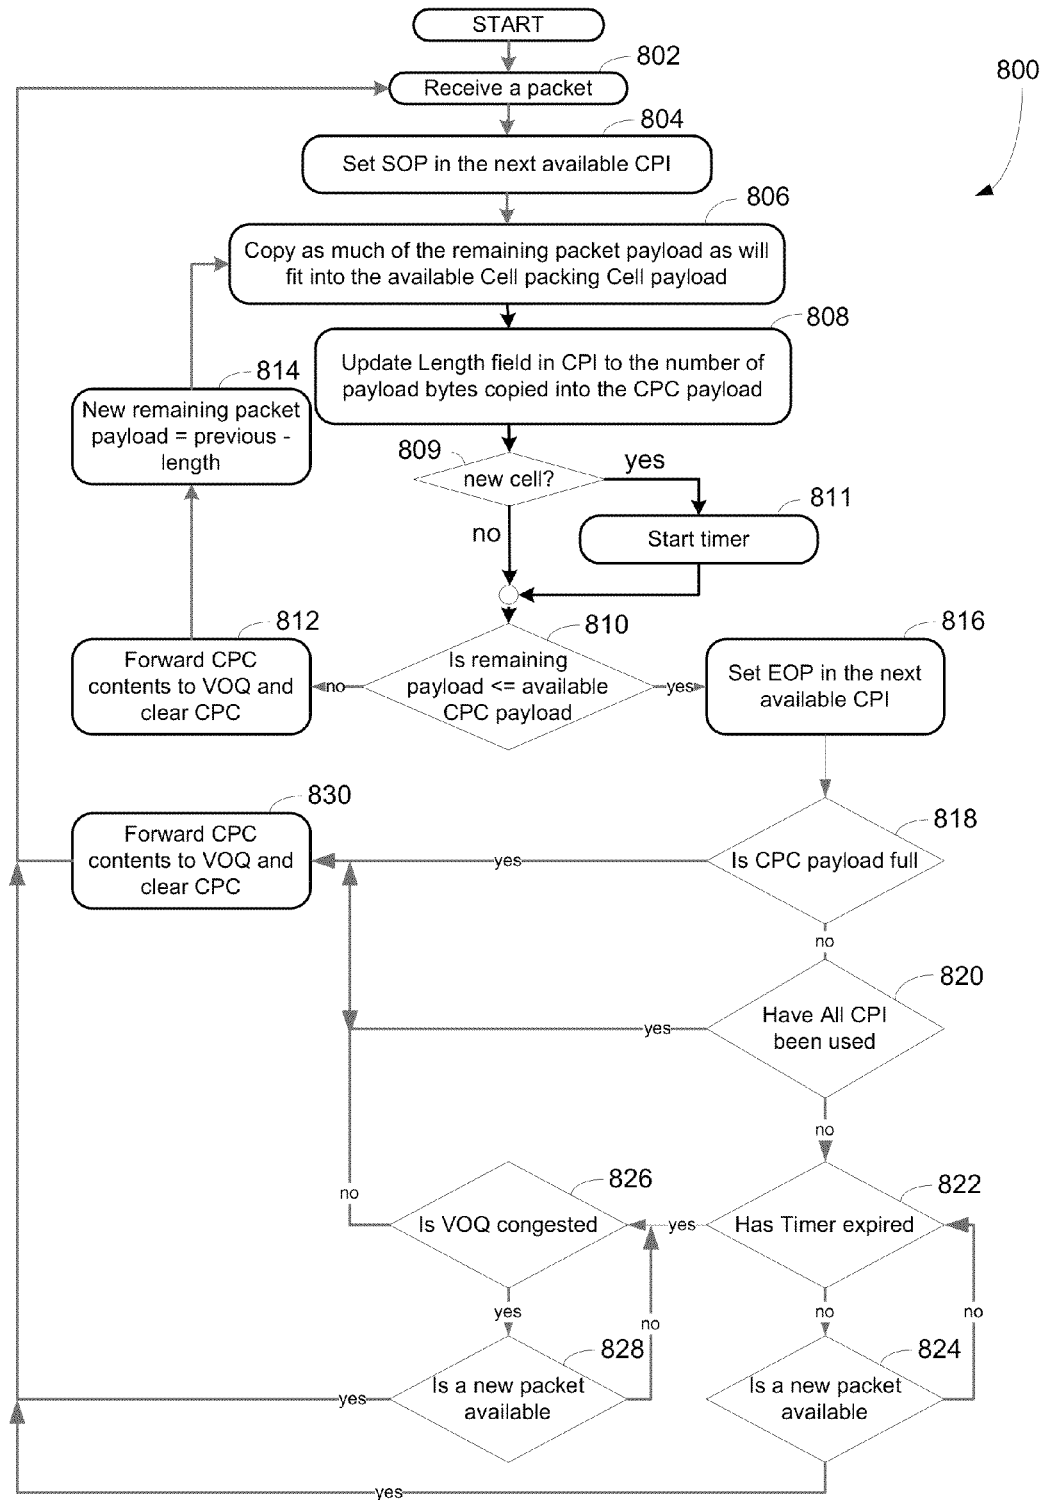 START
802
Receive a packet
800
804
Set SOP in the next available CPI
806
Copy as much of the remaining packet payload as will
fit into the available Cell packing Cell payload
808
Update Length field in CPI to the number of
payload bytes copied into the CPC payload
814
New remaining packet
payload = previous -
length
809
new cell?
yes
no
811
Start timer
812
Forward CPC
contents to VOQ and
clear CPC
no
810
Is remaining
payload <= available
CPC payload
yes
816
Set EOP in the next
available CPI
830
Forward CPC
contents to VOQ and
clear CPC
yes
818
Is CPC payload full
no
820
Have All CPI
been used
yes
no
826
Is VOQ congested
no
yes
822
Has Timer expired
yes
no
no
no
828
Is a new packet
available
yes
824
Is a new packet
available
yes